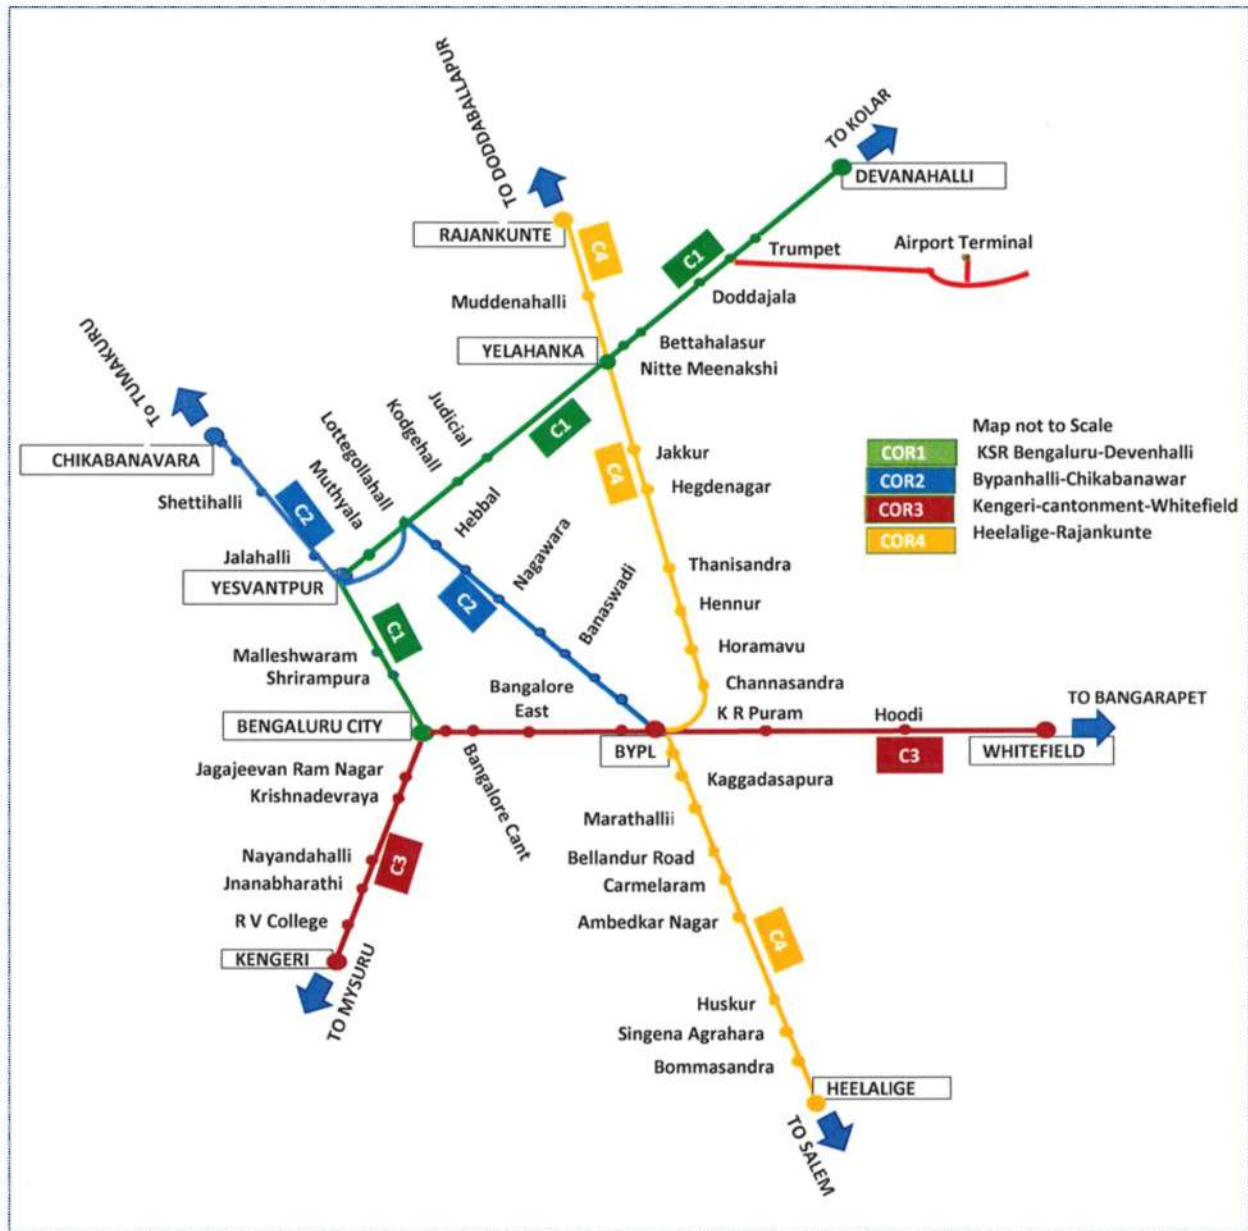 TO DODDABALLAPUR
TO KOLAR
DEVANAHALLI
RAJANKUNTE
C4
C1
Trumpet
Airport Terminal
Muddenahalli
Doddajala
YELAHANKA
Bettahalasur
Nitte Meenakshi
To TUMAKURU
CHIKABANAVARA
Shettihalli
C2
Jalahalli
YESVANTPUR
Muthyala
Lottegollahall
Kodgehall
Judicial
C1
Hebbal
C2
Nagawara
Banaswadi
C4
Jakkur
Hegdenagar
Thanisandra
Hennur
Horamavu
Channasandra
Map not to Scale
COR1 KSR Bengaluru-Devenhalli
COR2 Bypanhalli-Chikabanawar
COR3 Kengeri-cantonment-Whitefield
COR4 Heelalige-Rajankunte
C1
Malleshwaram
Shrirampura
BENGALURU CITY
Bangalore
East
Bangalore Cant
BYPL
K R Puram
Hoodi
C3
WHITEFIELD
TO BANGARAPET
Jagajeevan Ram Nagar
Krishnadevraya
Nayandahalli
Jnanabharathi
C3
R V College
KENGERI
TO MYSURU
Kaggadasapura
Marathallii
Bellandur Road
Carmelaram
Ambedkar Nagar
C4
Huskur
Singena Agrahara
Bommasandra
HEELALIGE
TO SALEM